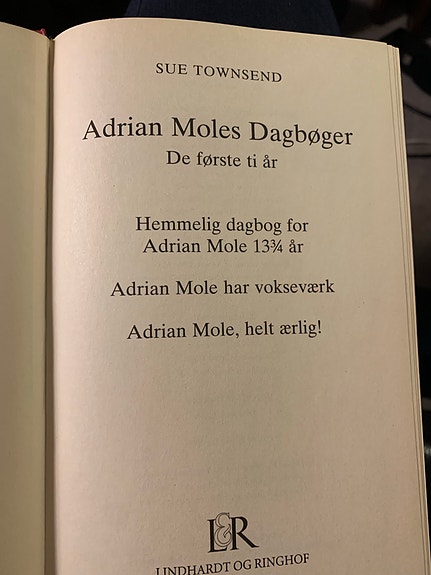 SUE TOWNSEND
Adrian Moles Dagbøger
De første ti år
Hemmelig dagbog for
Adrian Mole 13¾ år
Adrian Mole har vokseværk
Adrian Mole, helt ærlig!
L&R
LINDHARDT OG RINGHOF